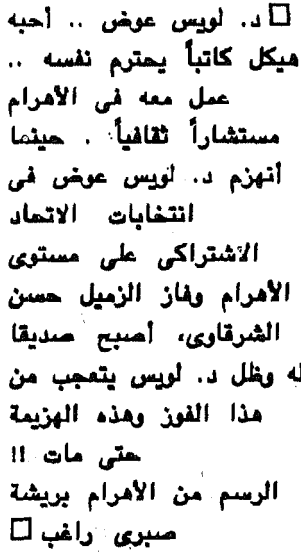 □ د. لويس عوض .. أحبه
هيكل كاتباً يحترم نفسه ..
عمل معه فى الأهرام
مستشاراً ثقافياً . حينما
أنهزم د. لويس عوض فى
انتخابات الاتحاد
الاشتراكى على مستوى
الأهرام وفاز الزميل حسن
الشرقاوى، أصبح صديقا
له وظل د. لويس يتعجب من
هذا الفوز وهذه الهزيمة
حتى مات !!
الرسم من الأهرام بريشة
صبرى راغب □